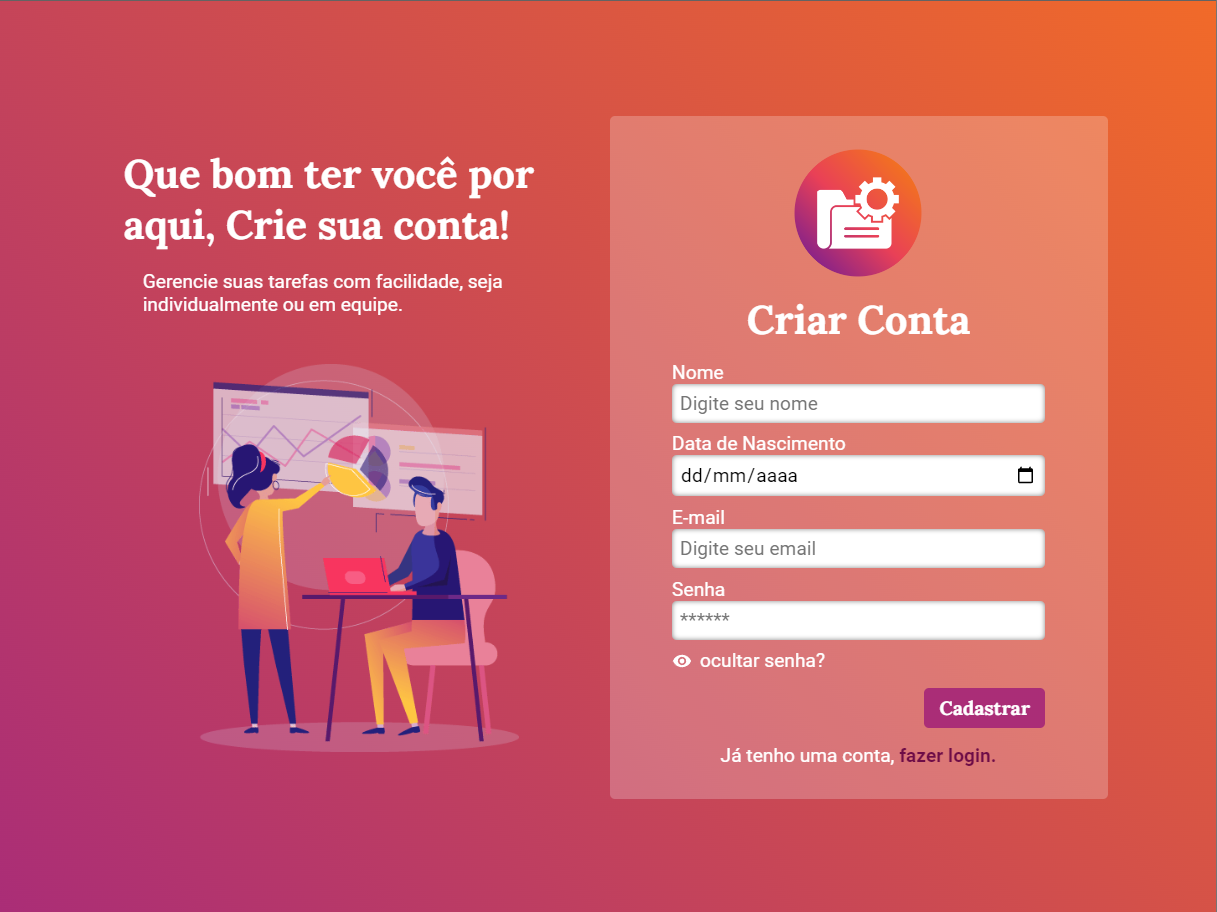 Que bom ter você por
aqui, Crie sua conta!
Gerencie suas tarefas com facilidade, seja
individualmente ou em equipe.
Criar Conta
Nome
Digite seu nome
Data de Nascimento
dd/mm/aaaa
E-mail
Digite seu email
Senha
******
ocultar senha?
Cadastrar
Já tenho uma conta, fazer login.